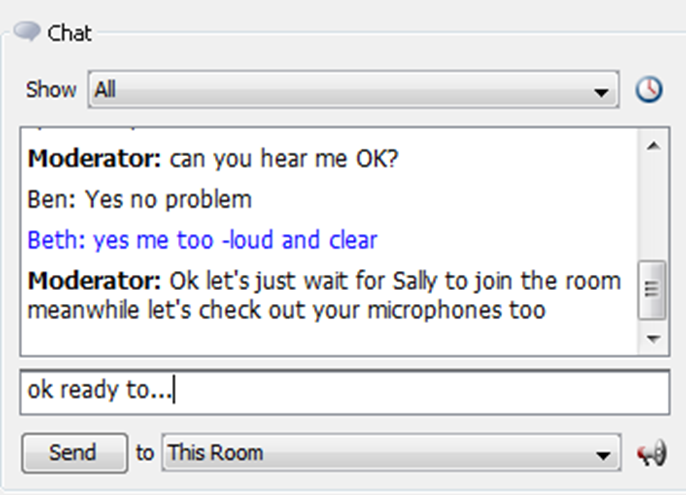 Chat
Show All
Moderator: can you hear me OK?
Ben: Yes no problem
Beth: yes me too -loud and clear
Moderator: Ok let's just wait for Sally to join the room
meanwhile let's check out your microphones too
ok ready to...
Send to This Room